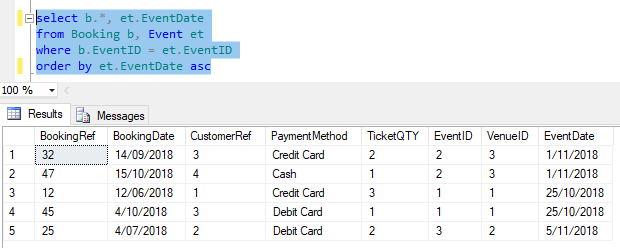 select b.*, et.EventDate
from Booking b, Event et
where b.EventID = et.EventID
order by et.EventDate asc
100 %
Results Messages
BookingRef BookingDate CustomerRef PaymentMethod TicketQTY EventID VenueID EventDate
1 32 14/09/2018 3 Credit Card 2 2 3 1/11/2018
2 47 15/10/2018 4 Cash 1 2 3 1/11/2018
3 12 12/06/2018 1 Credit Card 3 1 1 25/10/2018
4 45 4/10/2018 3 Debit Card 1 1 1 25/10/2018
5 25 4/07/2018 2 Debit Card 2 3 2 5/11/2018